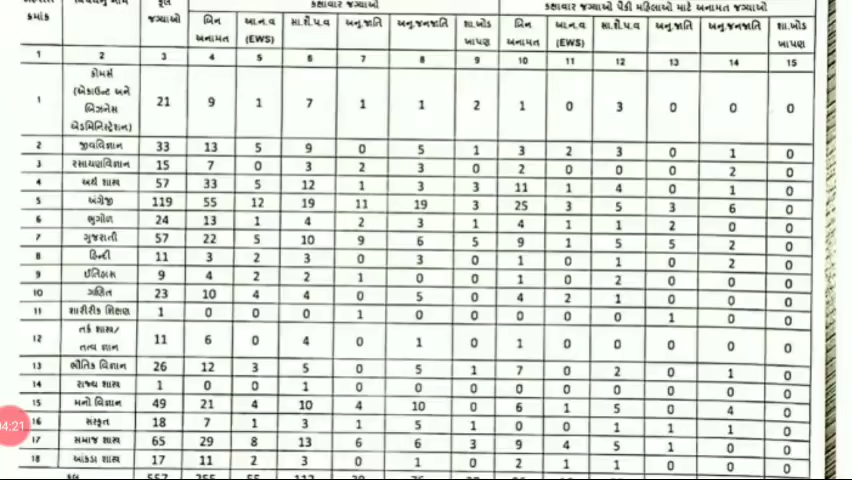 કુલ કક્ષાવાર જગ્યાઓ કક્ષાવાર જગ્યાઓ પૈકી મહિલાઓ માટે અનામત જગ્યાઓ
ક્રમાંક જગ્યાઓ બિન અનામત આ.ન.વ (EWS) સા.શૈ.પ.વ અનુ.જાતિ અનુ.જનજાતિ શા.ખોડ ખાપણ બિન અનામત આ.ન.વ (EWS) સા.શૈ.પ.વ અનુ.જાતિ અનુ.જનજાતિ શા.ખોડ ખાપણ
1 2 3 4 5 6 7 8 9 10 11 12 13 14 15
1 કોમર્સ (એકાઉન્ટ અને બિઝનેસ એડમિનિસ્ટ્રેશન) 21 9 1 7 1 1 2 1 0 3 0 0 0
2 જીવવિજ્ઞાન 33 13 5 9 0 5 1 3 2 3 0 1 0
3 રસાયણવિજ્ઞાન 15 7 0 3 2 3 0 2 0 0 0 2 0
4 અર્થ શાસ્ત્ર 57 33 5 12 1 3 3 11 1 4 0 1 0
5 અંગ્રેજી 119 55 12 19 11 19 3 25 3 5 3 6 0
6 ભુગોળ 24 13 1 4 2 3 1 4 1 1 2 0 0
7 ગુજરાતી 57 22 5 10 9 6 5 9 1 5 5 2 0
8 હિન્દી 11 3 2 3 0 3 0 1 0 1 0 2 0
9 ઈતિહાસ 9 4 2 2 1 0 0 1 0 2 0 0 0
10 ગણિત 23 10 4 4 0 5 0 4 2 1 0 0 0
11 શારીરીક શિક્ષણ 1 0 0 0 1 0 0 0 0 0 1 0 0
12 તર્ક શાસ્ત્ર/ તત્વ જ્ઞાન 11 6 0 4 0 1 0 1 0 0 0 0 0
13 ભૌતિક વિજ્ઞાન 26 12 3 5 0 5 1 7 0 2 0 1 0
14 રાજ્ય શાસ્ત્ર 1 0 0 1 0 0 0 0 0 0 0 0 0
15 મનો વિજ્ઞાન 49 21 4 10 4 10 0 6 1 5 0 4 0
16 સંસ્કૃત 18 7 1 3 1 5 1 0 0 1 1 1 0
17 સમાજ શાસ્ત્ર 65 29 8 13 6 6 3 9 4 5 1 0 0
18 આંકડા શાસ્ત્ર 17 11 2 3 0 1 0 2 1 1 0 0 0
કુલ 557 255 55
04:21